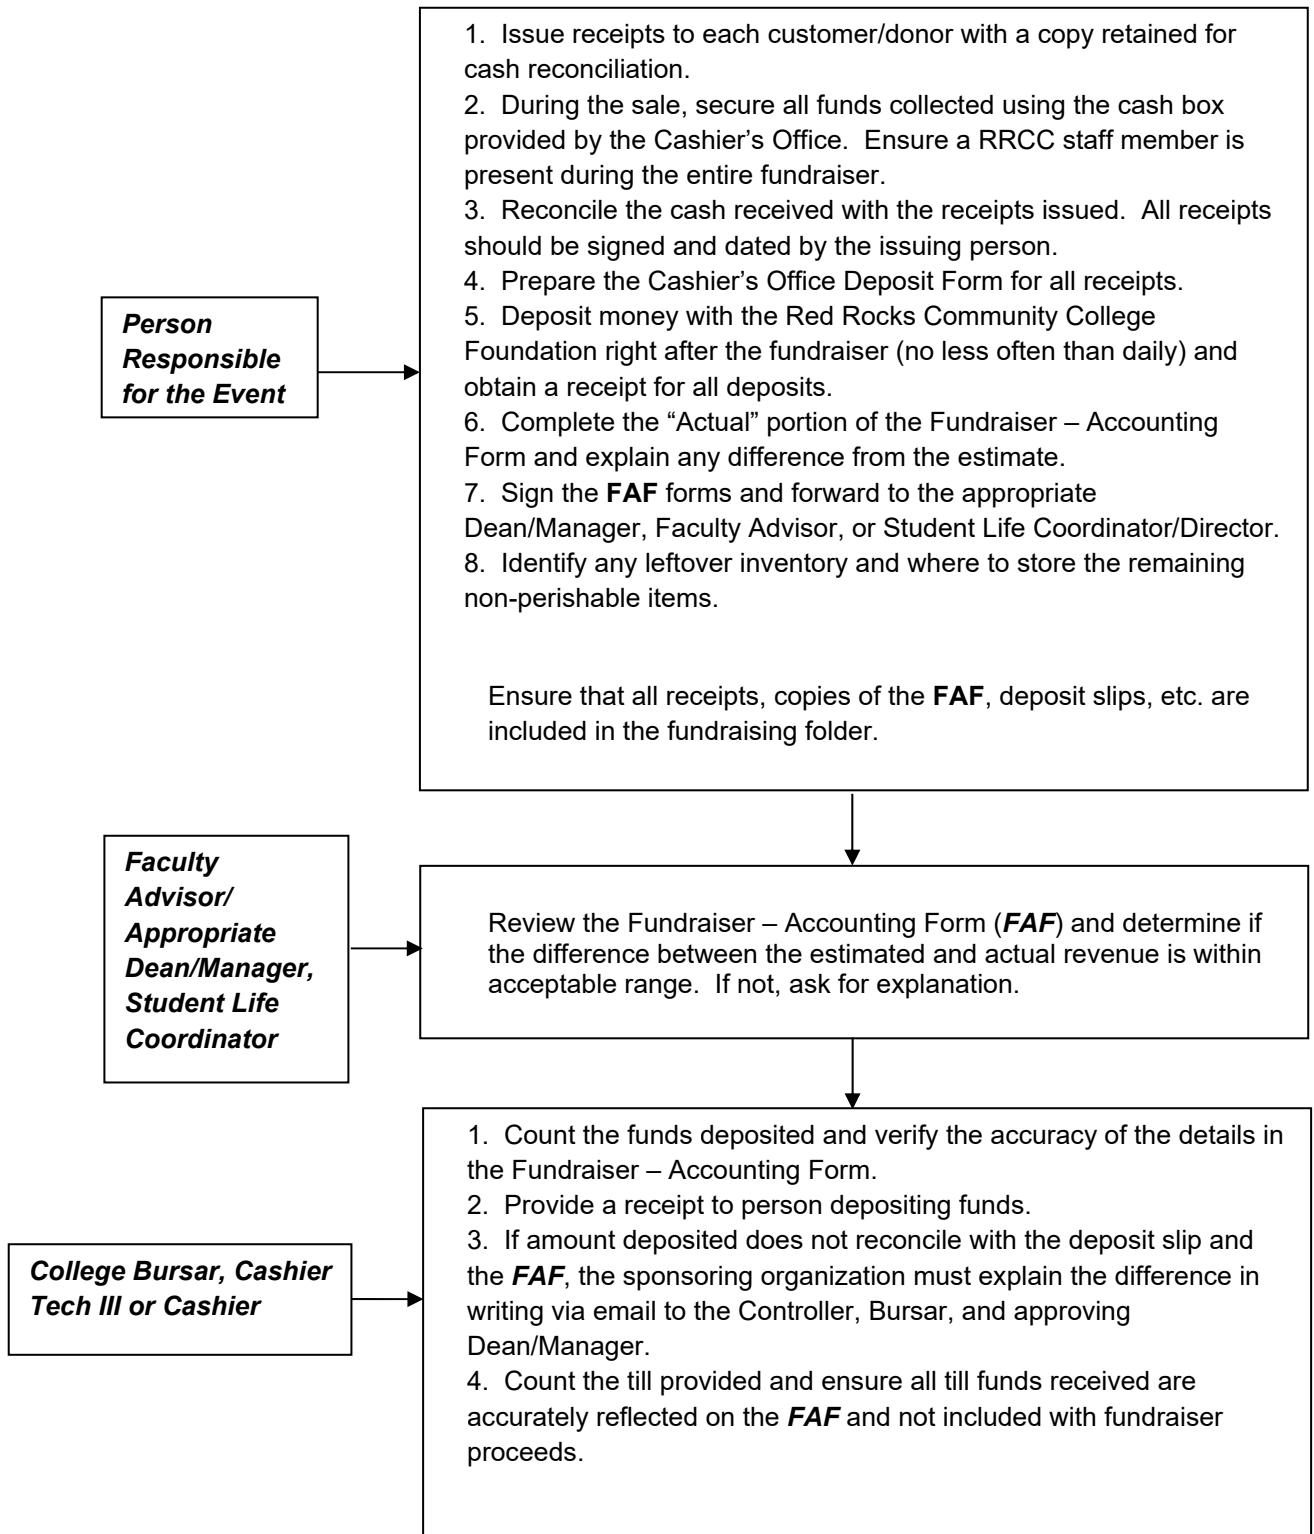 1.  Issue receipts to each customer/donor with a copy retained for
cash reconciliation.
2.  During the sale, secure all funds collected using the cash box
provided by the Cashier’s Office.  Ensure a RRCC staff member is
present during the entire fundraiser.
3.  Reconcile the cash received with the receipts issued.  All receipts
should be signed and dated by the issuing person.
4.  Prepare the Cashier’s Office Deposit Form for all receipts.
5.  Deposit money with the Red Rocks Community College
Foundation right after the fundraiser (no less often than daily) and
obtain a receipt for all deposits.
6.  Complete the “Actual” portion of the Fundraiser – Accounting
Form and explain any difference from the estimate.
7.  Sign the FAF forms and forward to the appropriate
Dean/Manager, Faculty Advisor, or Student Life Coordinator/Director.
8.  Identify any leftover inventory and where to store the remaining
non-perishable items.
Ensure that all receipts, copies of the FAF, deposit slips, etc. are
included in the fundraising folder.
Person
Responsible
for the Event
Faculty
Advisor/
Appropriate
Dean/Manager,
Student Life
Coordinator
Review the Fundraiser – Accounting Form (FAF) and determine if
the difference between the estimated and actual revenue is within
acceptable range.  If not, ask for explanation.
College Bursar, Cashier
Tech III or Cashier
1.  Count the funds deposited and verify the accuracy of the details in
the Fundraiser – Accounting Form.
2.  Provide a receipt to person depositing funds.
3.  If amount deposited does not reconcile with the deposit slip and
the FAF, the sponsoring organization must explain the difference in
writing via email to the Controller, Bursar, and approving
Dean/Manager.
4.  Count the till provided and ensure all till funds received are
accurately reflected on the FAF and not included with fundraiser
proceeds.